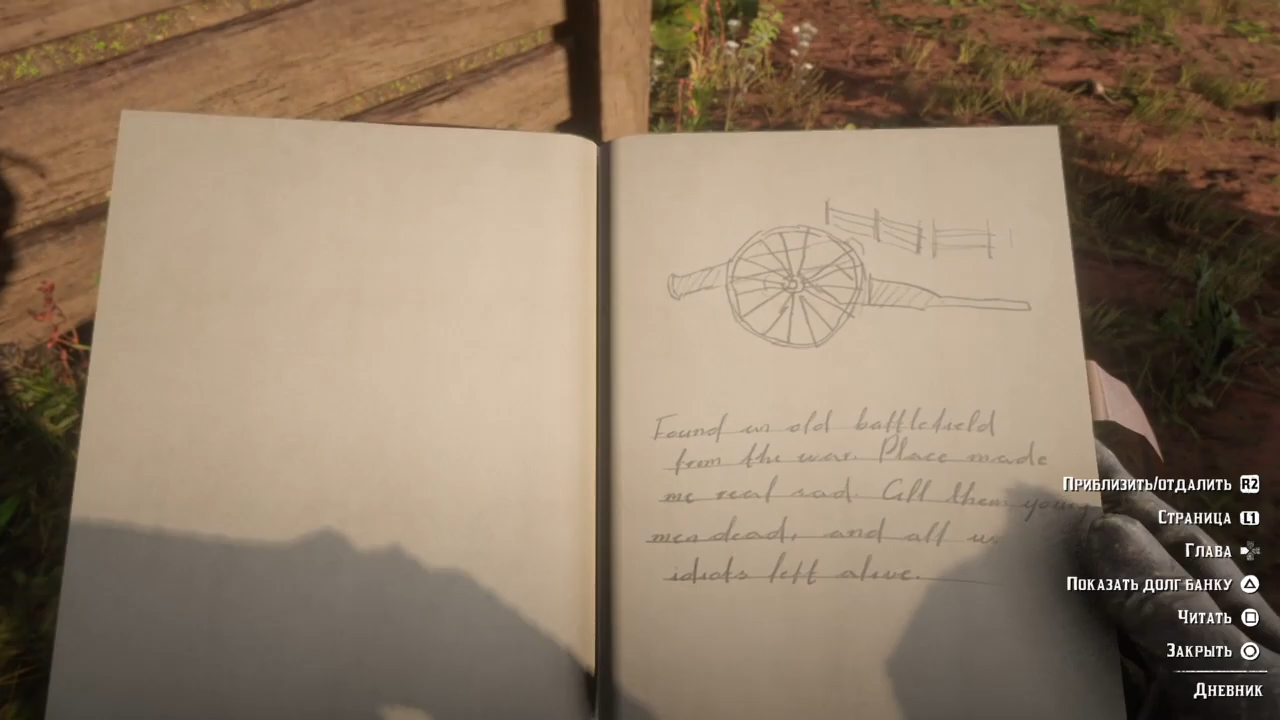 Found an old battlefield
from the war. Place made
me real sad. All them young
men dead, and all us
idiots left alive.
Приблизить/отдалить R2
Страница L1
Глава
Показать долг банку
Читать
Закрыть
Дневник